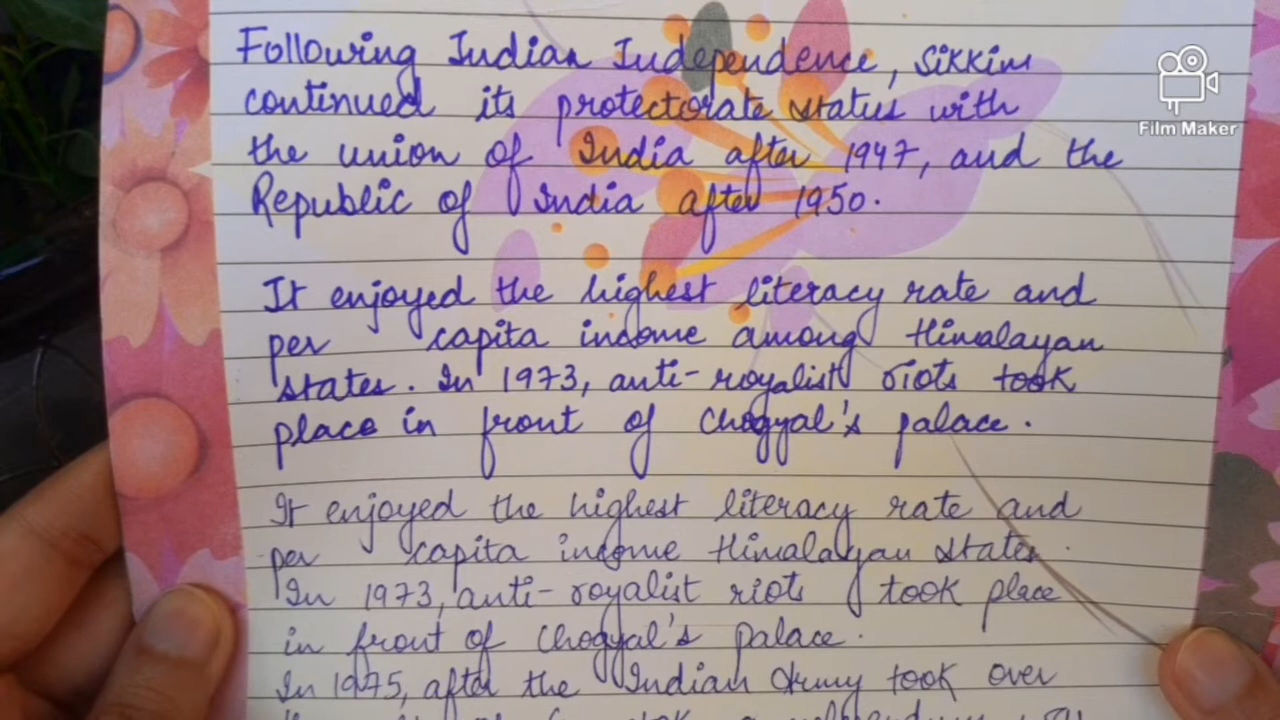 Following Indian Independence, Sikkim
continued its protectorate status with
the union of India after 1947, and the
Republic of India after 1950.
It enjoyed the highest literacy rate and
per capita income among Himalayan
states. In 1973, anti-royalist riots took
place in front of Chogyal's palace.
It enjoyed the highest literacy rate and
per capita income Himalayan states.
In 1973, anti-royalist riots took place
in front of Chogyal's palace.
In 1975, after the Indian Army took over
Film Maker